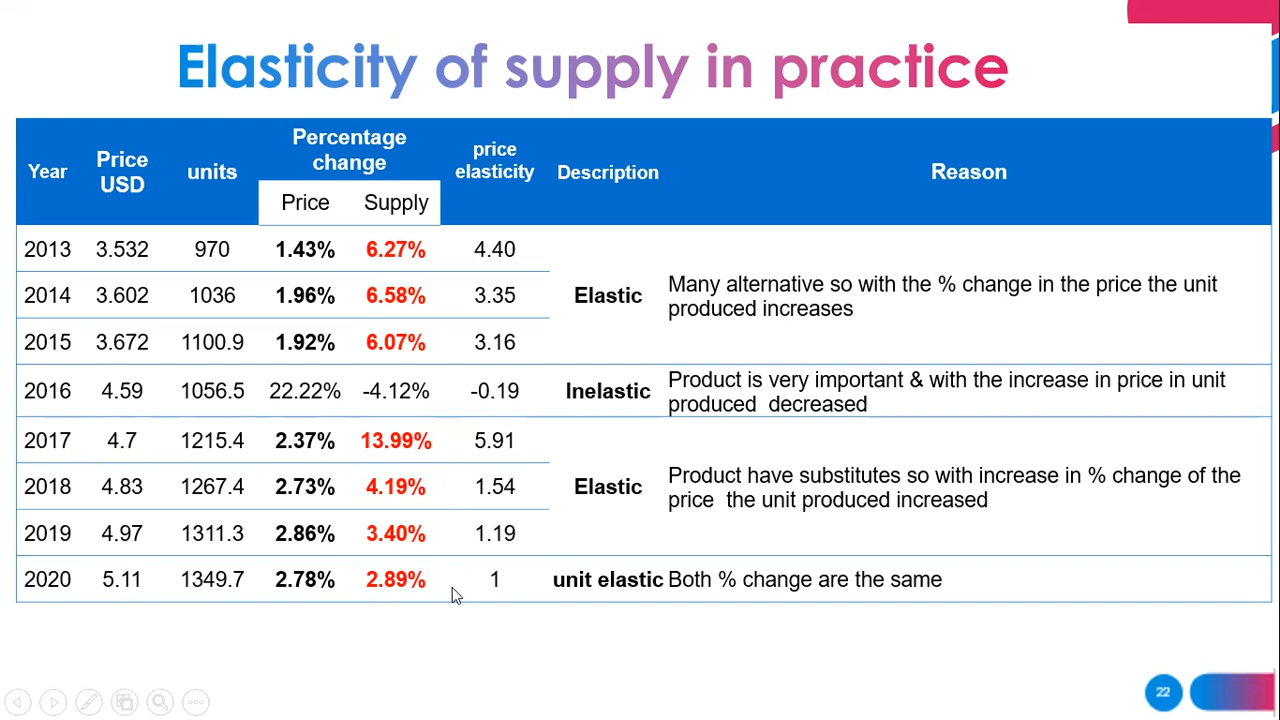 Elasticity of supply in practice
Year Price USD units Percentage change price elasticity Description Reason
Price Supply
2013 3.532 970 1.43% 6.27% 4.40
2014 3.602 1036 1.96% 6.58% 3.35 Elastic Many alternative so with the % change in the price the unit
produced increases
2015 3.672 1100.9 1.92% 6.07% 3.16
2016 4.59 1056.5 22.22% -4.12% -0.19 Inelastic Product is very important & with the increase in price in unit
produced decreased
2017 4.7 1215.4 2.37% 13.99% 5.91
2018 4.83 1267.4 2.73% 4.19% 1.54 Elastic Product have substitutes so with increase in % change of the
price the unit produced increased
2019 4.97 1311.3 2.86% 3.40% 1.19
2020 5.11 1349.7 2.78% 2.89% 1 unit elastic Both % change are the same
22